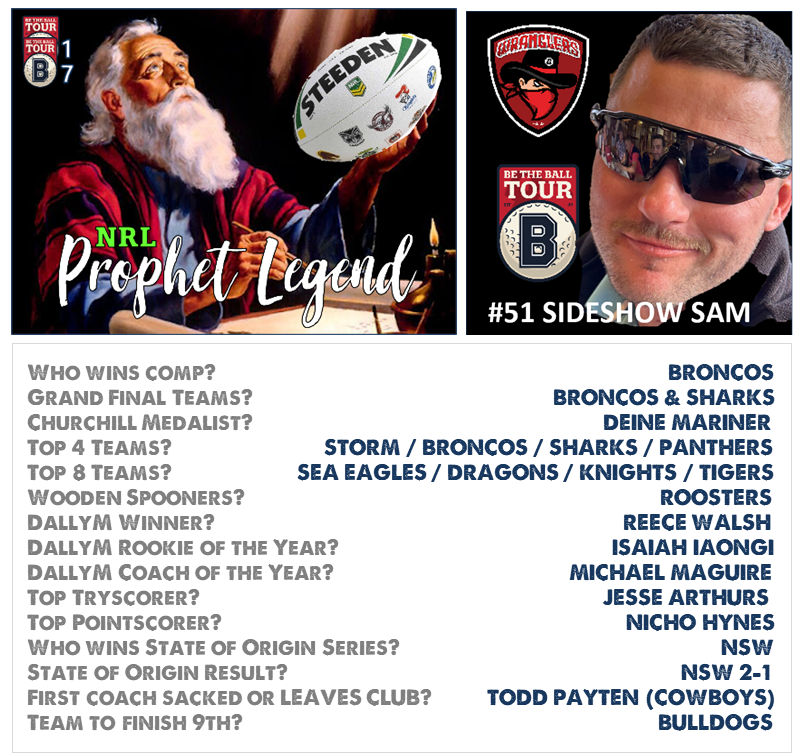 BE THE BALL
TOUR
BE THE BALL
TOUR
B
1
7
STEEDEN
NRL
Prophet Legend
WRANGLERS
BE THE BALL
TOUR
B
#51 SIDESHOW SAM
WHO WINS COMP? BRONCOS
GRAND FINAL TEAMS? BRONCOS & SHARKS
CHURCHILL MEDALIST? DEINE MARINER
TOP 4 TEAMS? STORM / BRONCOS / SHARKS / PANTHERS
TOP 8 TEAMS? SEA EAGLES / DRAGONS / KNIGHTS / TIGERS
WOODEN SPOONERS? ROOSTERS
DALLYM WINNER? REECE WALSH
DALLYM ROOKIE OF THE YEAR? ISAIAH IAONGI
DALLYM COACH OF THE YEAR? MICHAEL MAGUIRE
TOP TRYSCORER? JESSE ARTHURS
TOP POINTSCORER? NICHO HYNES
WHO WINS STATE OF ORIGIN SERIES? NSW
STATE OF ORIGIN RESULT? NSW 2-1
FIRST COACH SACKED OR LEAVES CLUB? TODD PAYTEN (COWBOYS)
TEAM TO FINISH 9TH? BULLDOGS